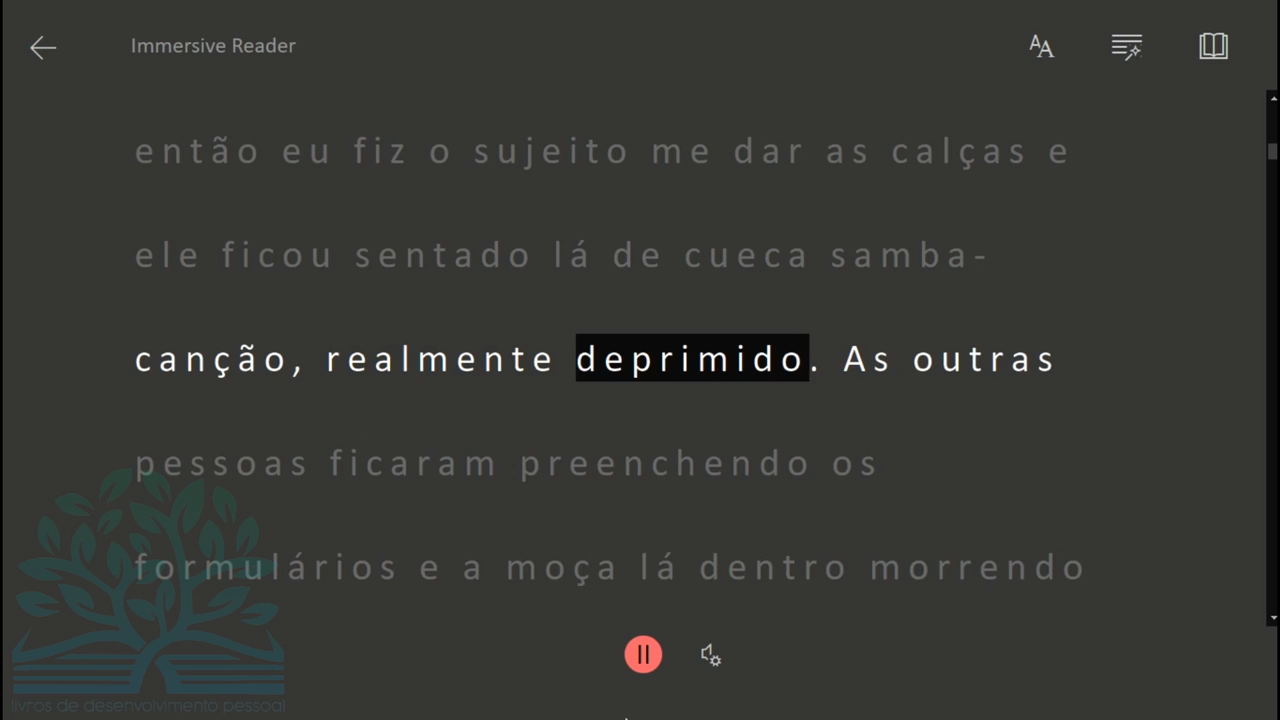 Immersive Reader
então eu fiz o sujeito me dar as calças e
ele ficou sentado lá de cueca samba-
canção, realmente deprimido. As outras
pessoas ficaram preenchendo os
formulários e a moça lá dentro morrendo
livros de desenvolvimento pessoal